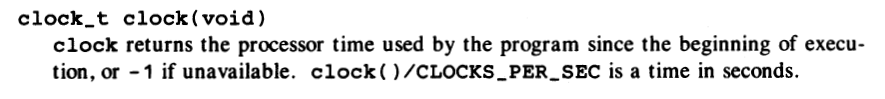 clock_t clock(void)
clock returns the processor time used by the program since the beginning of execu-
tion, or -1 if unavailable. clock()/CLOCKS_PER_SEC is a time in seconds.